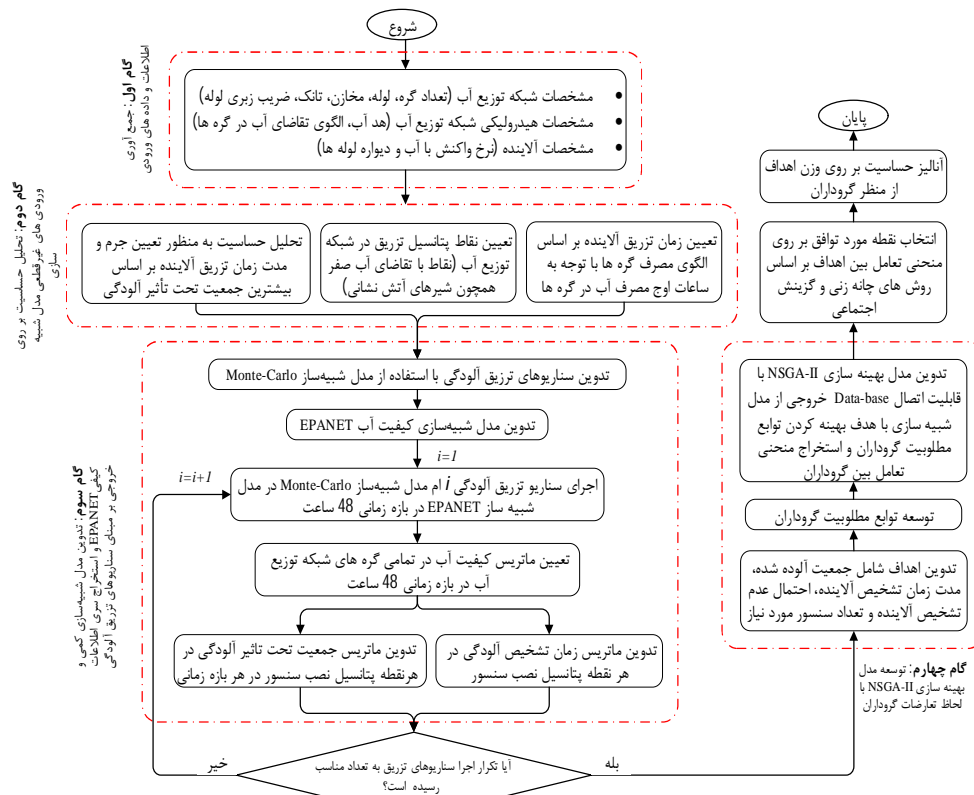 شروع
گام اول: جمع آوری
اطلاعات و داده های ورودی
مشخصات شبکه توزیع آب (تعداد گره، لوله، مخازن، تانک، ضریب زبری لوله)
مشخصات هیدرولیکی شبکه توزیع آب (هد آب، الگوی تقاضای آب در گره ها)
مشخصات آلاینده (نرخ واکنش با آب و دیواره لوله ها)
گام دوم: تحلیل حساسیت بر روی
ورودی های غیرقطعی مدل شبیه
سازی
تعیین زمان تزریق آلاینده بر اساس
الگوی مصرف گره ها با توجه به
ساعات اوج مصرف آب در گره ها
تعیین نقاط پتانسیل تزریق در شبکه
توزیع آب (نقاط با تقاضای آب صفر
همچون شیرهای آتش نشانی)
تحلیل حساسیت به منظور تعیین جرم و
مدت زمان تزریق آلاینده بر اساس
بیشترین جمعیت تحت تأثیر آلودگی
گام سوم: تدوین مدل شبیه‌سازی کمی و
کیفی EPANET و استخراج سری اطلاعات
خروجی بر مبنای سناریوهای تزریق آلودگی
تدوین سناریوهای ترزیق آلودگی با استفاده از مدل شبیه‌ساز Monte-Carlo
تدوین مدل شبیه‌سازی کیفیت آب EPANET
i=1
i=i+1
اجرای سناریو تزریق آلودگی i ام مدل شبیه‌ساز Monte-Carlo در مدل
شبیه ساز EPANET در بازه زمانی 48 ساعت
تعیین ماتریس کیفیت آب در تمامی گره های شبکه توزیع
آب در بازه زمانی 48 ساعت
تدوین ماتریس زمان تشخیص آلودگی در
هر نقطه پتانسیل نصب سنسور
تدوین ماتریس جمعیت تحت تاثیر آلودگی در
هرنقطه پتانسیل نصب سنسور در هر بازه زمانی
آیا تکرار اجرا سناریوهای تزریق به تعداد مناسب
رسیده است؟
خیر
بله
گام چهارم: توسعه مدل
بهینه سازی NSGA-II با
لحاظ تعارضات گروداران
تدوین اهداف شامل جمعیت آلوده شده،
مدت زمان تشخیص آلاینده، احتمال عدم
تشخیص آلاینده و تعداد سنسور مورد نیاز
توسعه توابع مطلوبیت گروداران
تدوین مدل بهینه سازی NSGA-II با
قابلیت اتصال Data-base خروجی از مدل
شبیه سازی با هدف بهینه کردن توابع
مطلوبیت گروداران و استخراج منحنی
تعامل بین گروداران
انتخاب نقطه مورد توافق بر روی
منحنی تعامل بین اهداف بر اساس
روش های چانه زنی و گزینش
اجتماعی
آنالیز حساسیت بر روی وزن اهداف
از منظر گروداران
پایان